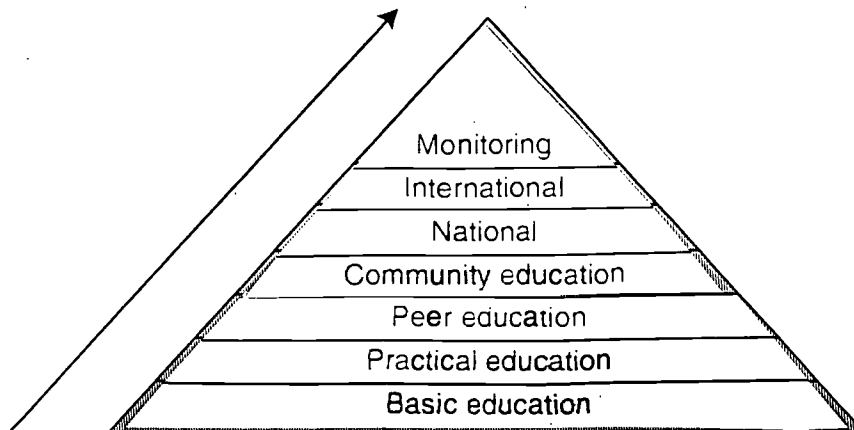 Monitoring
International
National
Community education
Peer education
Practical education
Basic education